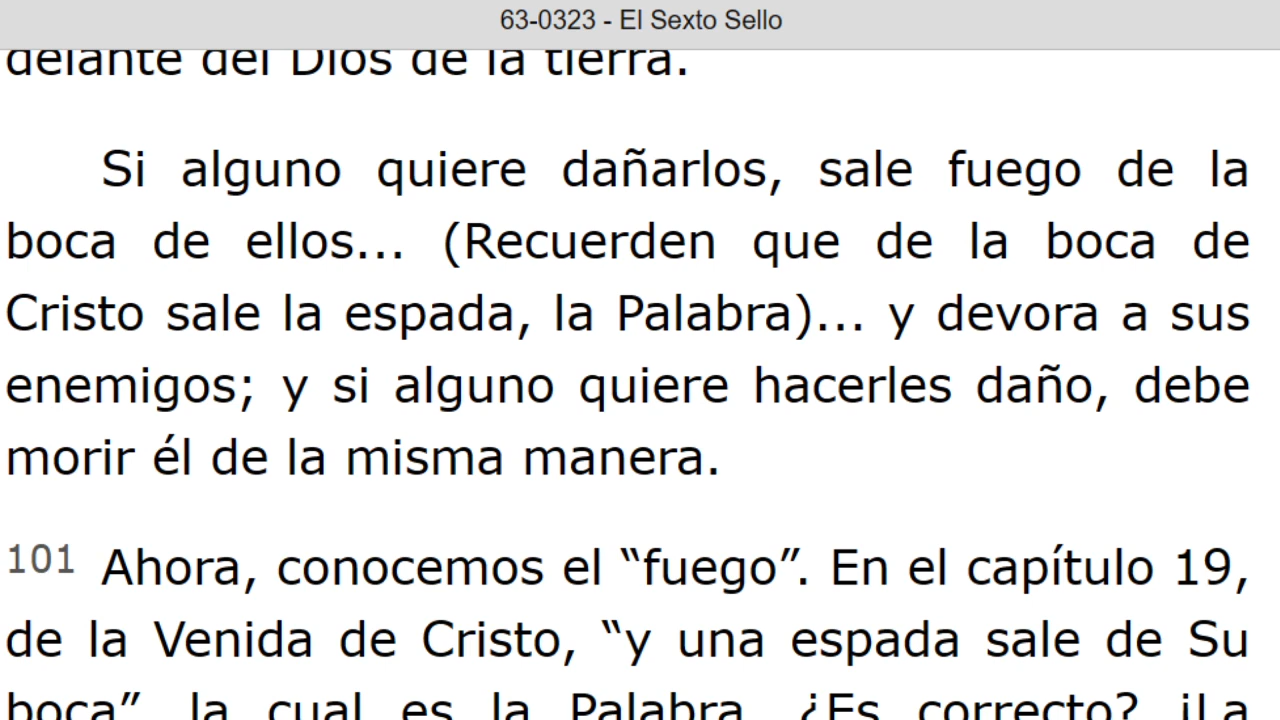 63-0323 - El Sexto Sello
delante del Dios de la tierra.
Si alguno quiere dañarlos, sale fuego de la
boca de ellos... (Recuerden que de la boca de
Cristo sale la espada, la Palabra)... y devora a sus
enemigos; y si alguno quiere hacerles daño, debe
morir él de la misma manera.
101 Ahora, conocemos el “fuego”. En el capítulo 19,
de la Venida de Cristo, “y una espada sale de Su
boca”, la cual es la Palabra. ¿Es correcto? ¡La